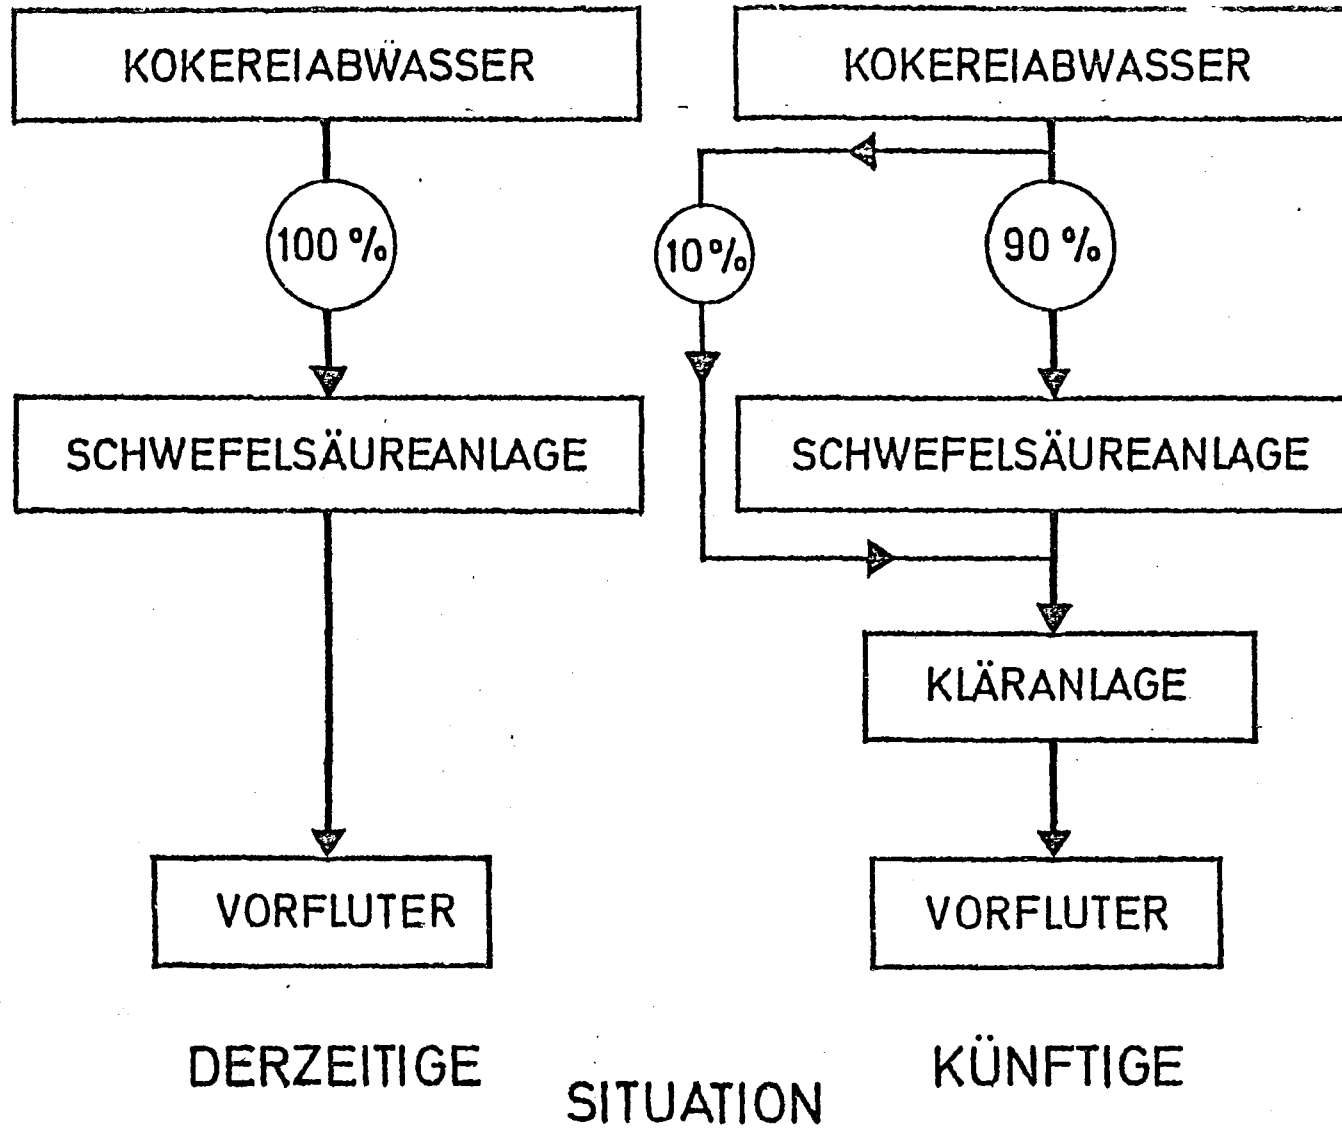 KOKEREIABWASSER
100 %
SCHWEFELSÄUREANLAGE
VORFLUTER
DERZEITIGE
KOKEREIABWASSER
10 %
90 %
SCHWEFELSÄUREANLAGE
KLÄRANLAGE
VORFLUTER
KÜNFTIGE
SITUATION